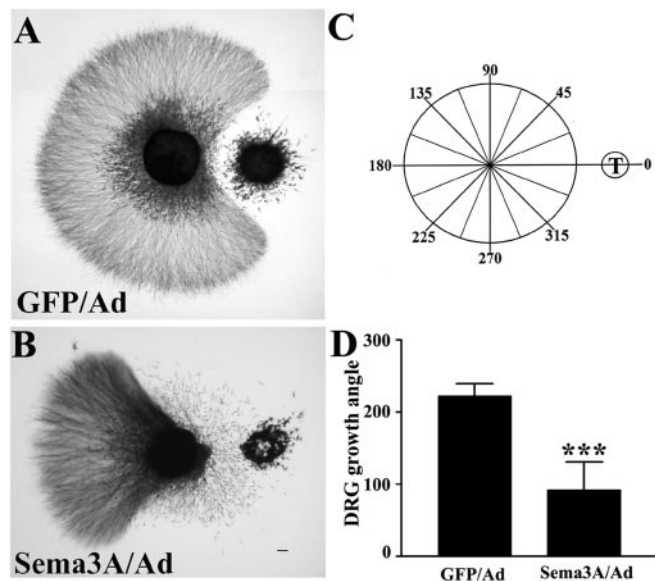 A
GFP/Ad
B
Sema3A/Ad
C
90
135
45
180
T
0
225
315
270
D
DRG growth angle
300
200
100
0
***
GFP/Ad
Sema3A/Ad